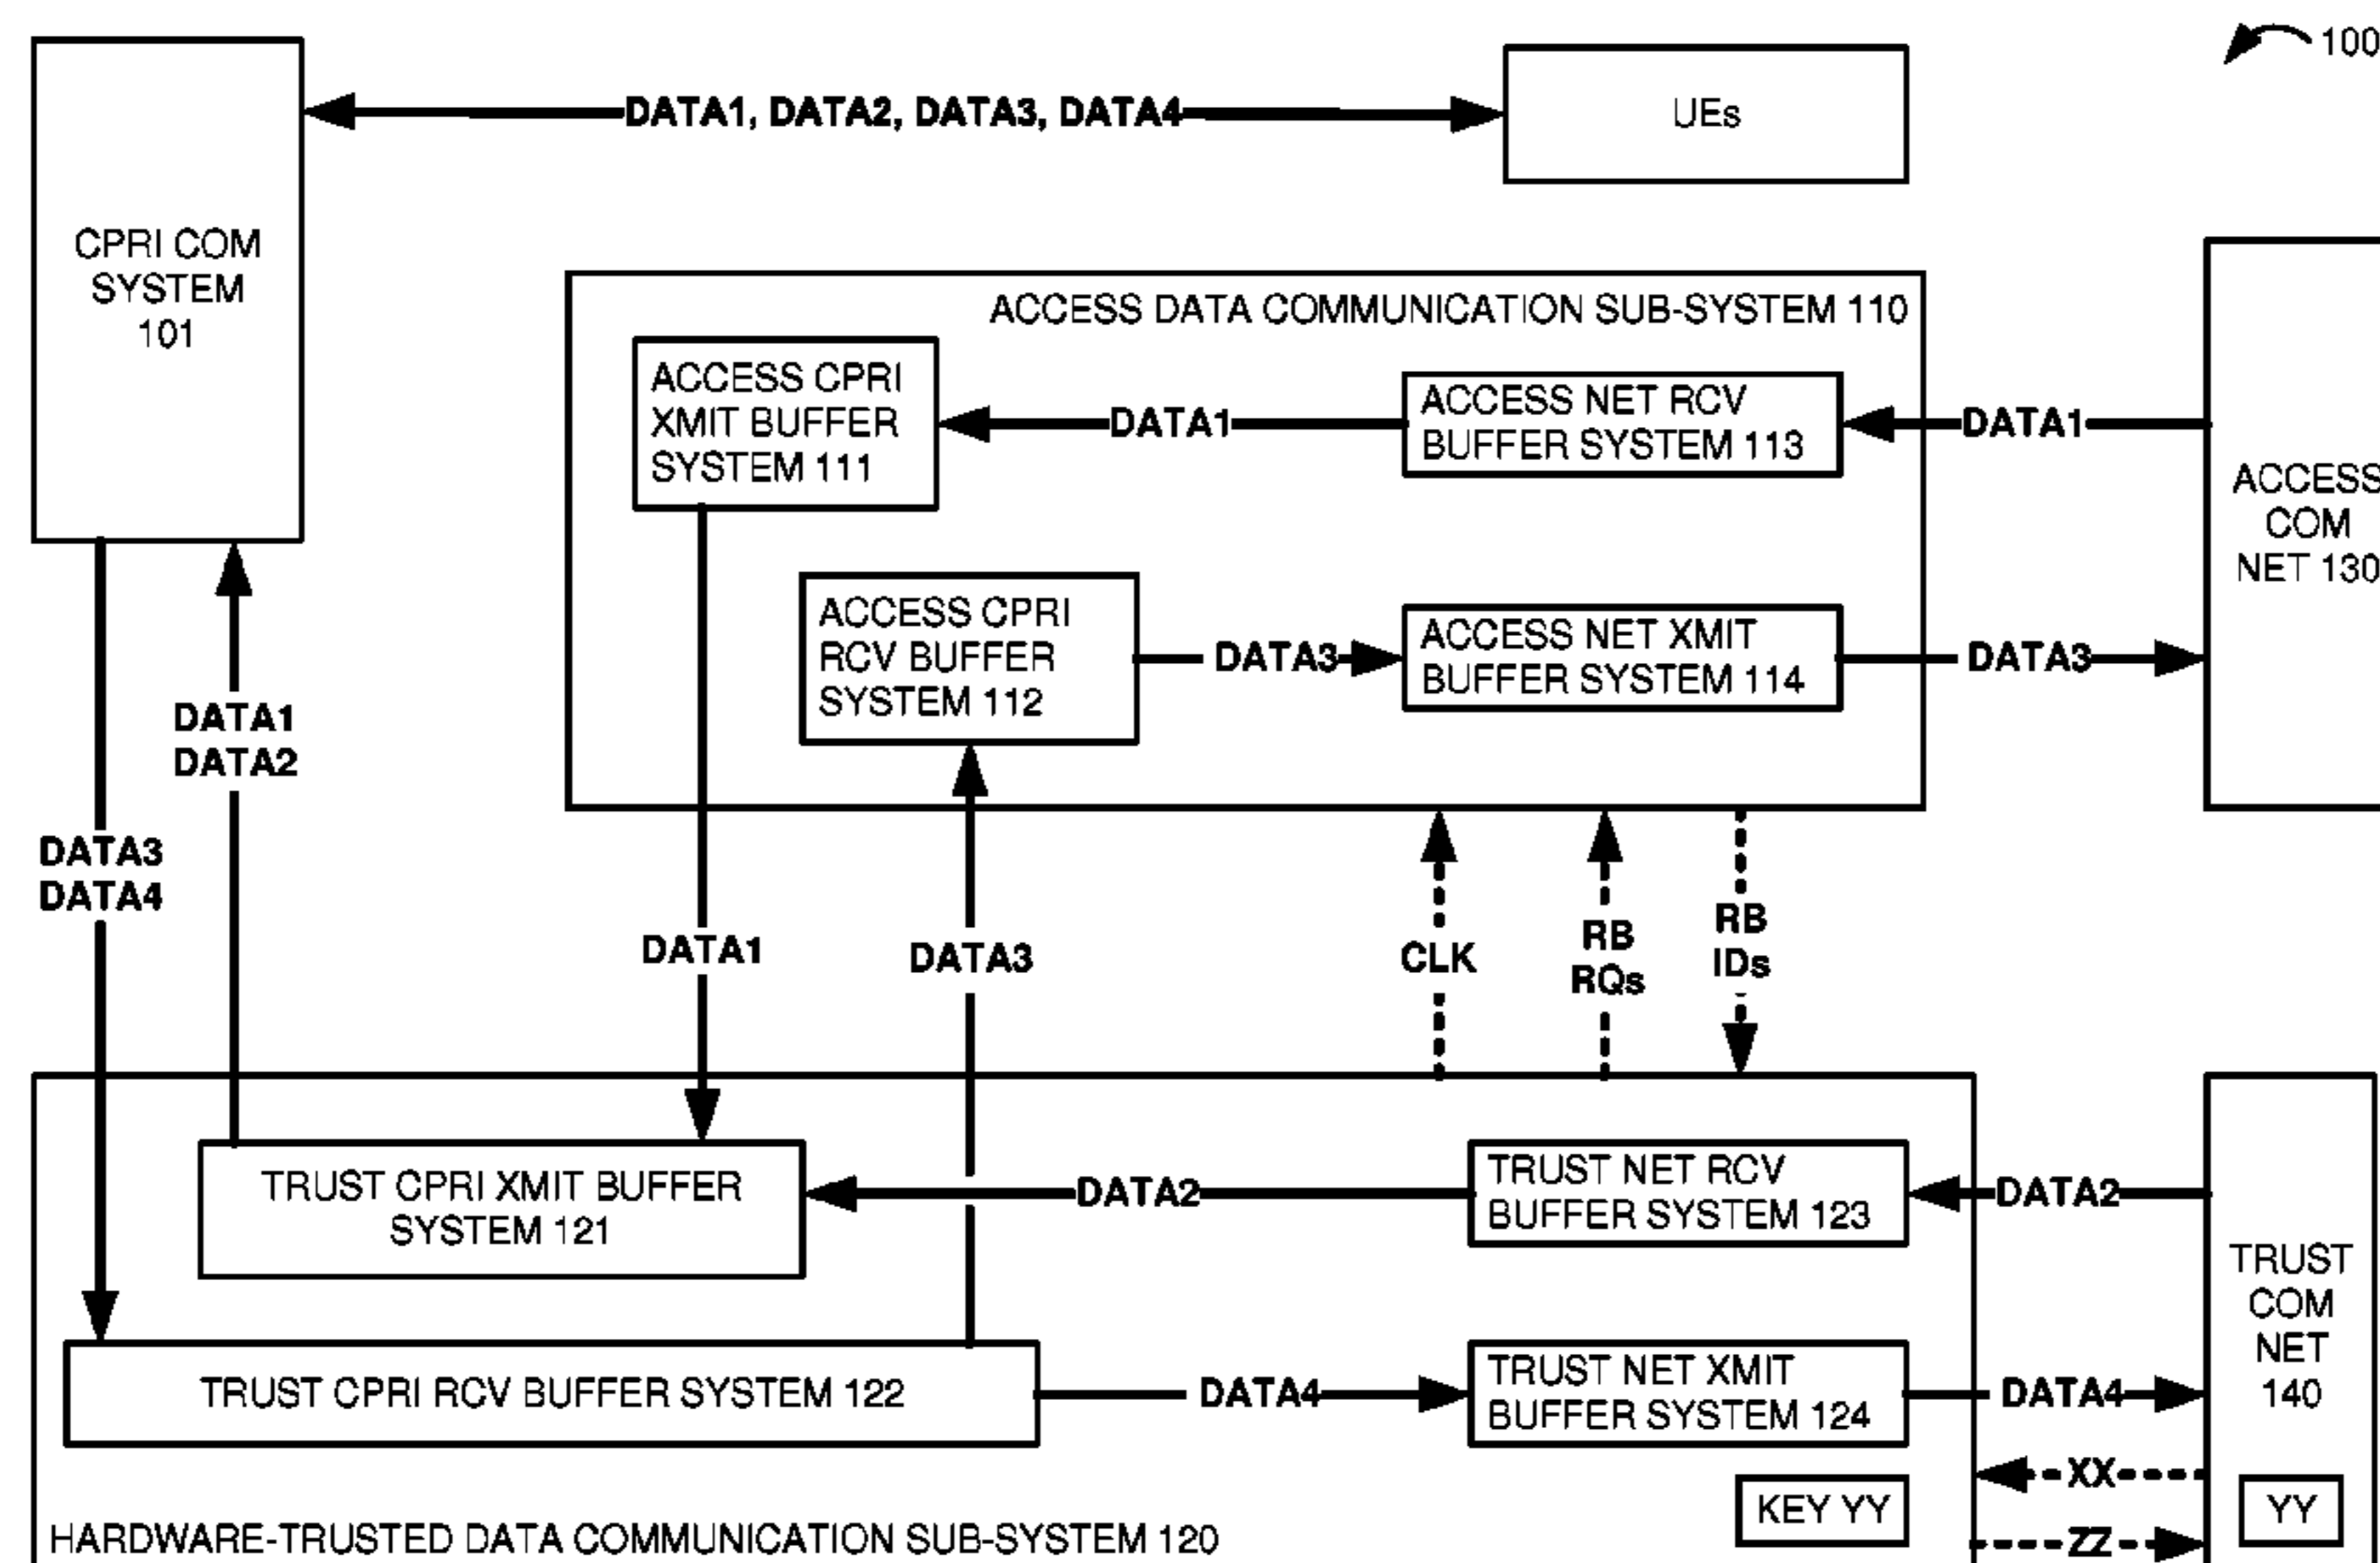 100
DATA1, DATA2, DATA3, DATA4
UEs
CPRI COM
SYSTEM
101
ACCESS DATA COMMUNICATION SUB-SYSTEM 110
ACCESS CPRI
XMIT BUFFER
SYSTEM 111
DATA1
ACCESS NET RCV
BUFFER SYSTEM 113
DATA1
ACCESS
COM
NET 130
ACCESS CPRI
RCV BUFFER
SYSTEM 112
DATA3
ACCESS NET XMIT
BUFFER SYSTEM 114
DATA3
DATA1
DATA2
DATA3
DATA4
DATA1
DATA3
CLK
RB
RQs
RB
IDs
TRUST CPRI XMIT BUFFER
SYSTEM 121
DATA2
TRUST NET RCV
BUFFER SYSTEM 123
DATA2
TRUST
COM
NET
140
TRUST CPRI RCV BUFFER SYSTEM 122
DATA4
TRUST NET XMIT
BUFFER SYSTEM 124
DATA4
XX
KEY YY
YY
HARDWARE-TRUSTED DATA COMMUNICATION SUB-SYSTEM 120
ZZ